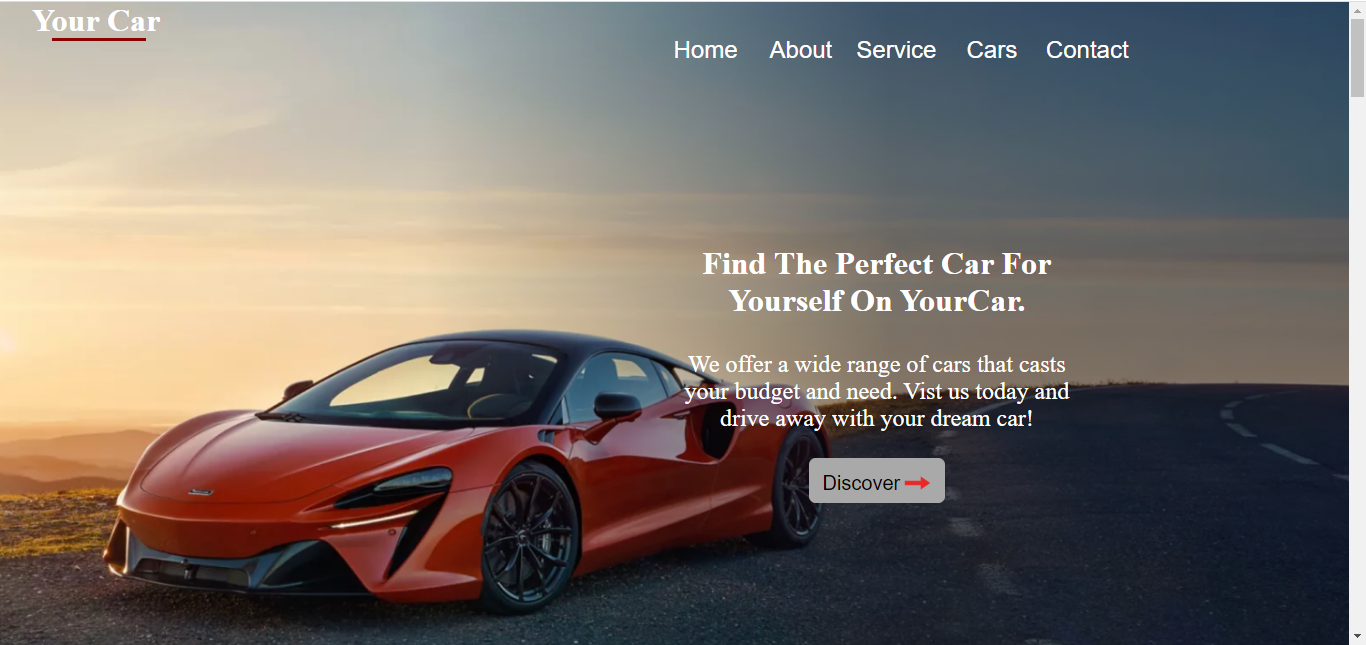 Your Car
Home About Service Cars Contact
Find The Perfect Car For
Yourself On YourCar.
We offer a wide range of cars that casts
your budget and need. Vist us today and
drive away with your dream car!
Discover